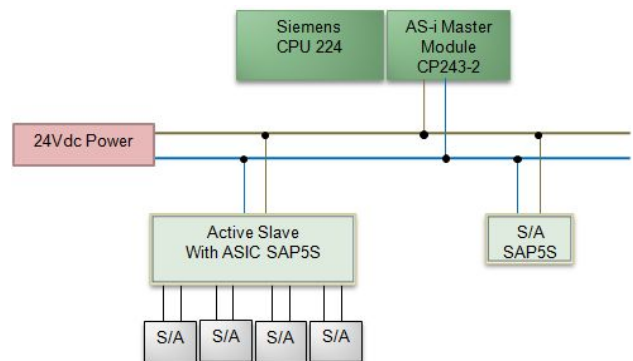 Siemens
CPU 224
AS-i Master
Module
CP243-2
24Vdc Power
Active Slave
With ASIC SAP5S
S/A
SAP5S
S/A
S/A
S/A
S/A